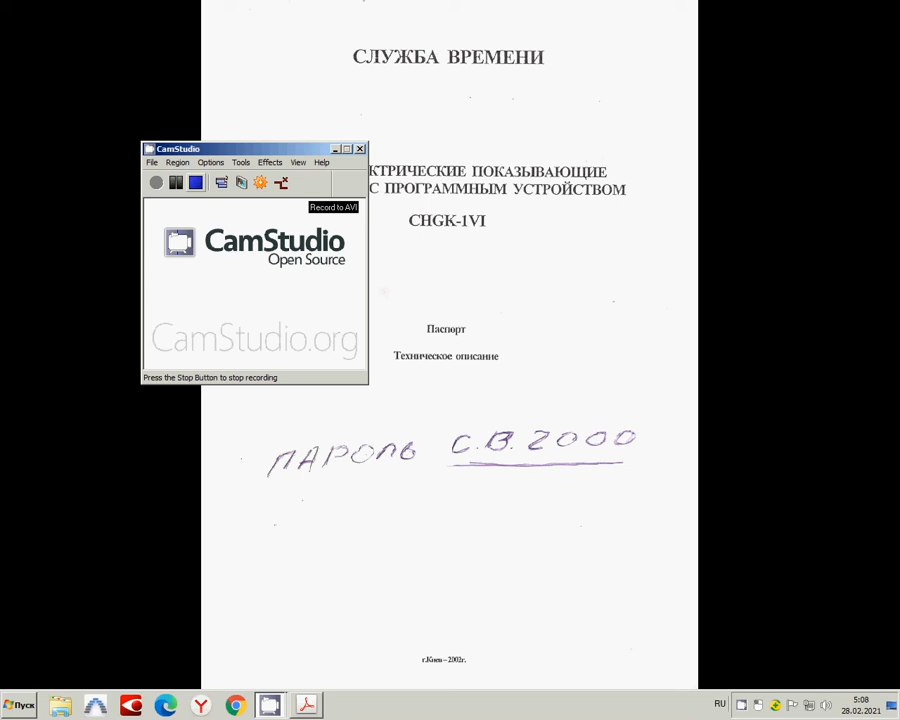 СЛУЖБА ВРЕМЕНИ
КТРИЧЕСКИЕ ПОКАЗЫВАЮЩИЕ
С ПРОГРАММНЫМ УСТРОЙСТВОМ
CHGK-1VI
CamStudio
File Region Options Tools Effects View Help
Record to AVI
CamStudio
Open Source
CamStudio.org
Press the Stop Button to stop recording
Паспорт
Техническое описание
ПАРОЛЬ С.В.2000
г.Киев–2002г.
Пуск
RU
5:08
28.02.2021